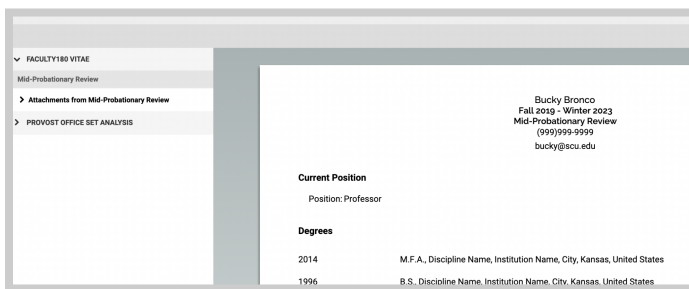 FACULTY180 VITAE
Mid-Probationary Review
Attachments from Mid-Probationary Review
PROVOST OFFICE SET ANALYSIS
Bucky Bronco
Fall 2019 - Winter 2023
Mid-Probationary Review
(999)999-9999
bucky@scu.edu
Current Position
Position: Professor
Degrees
2014 M.F.A., Discipline Name, Institution Name, City, Kansas, United States
1996 B.S., Discipline Name, Institution Name, City, Kansas, United States